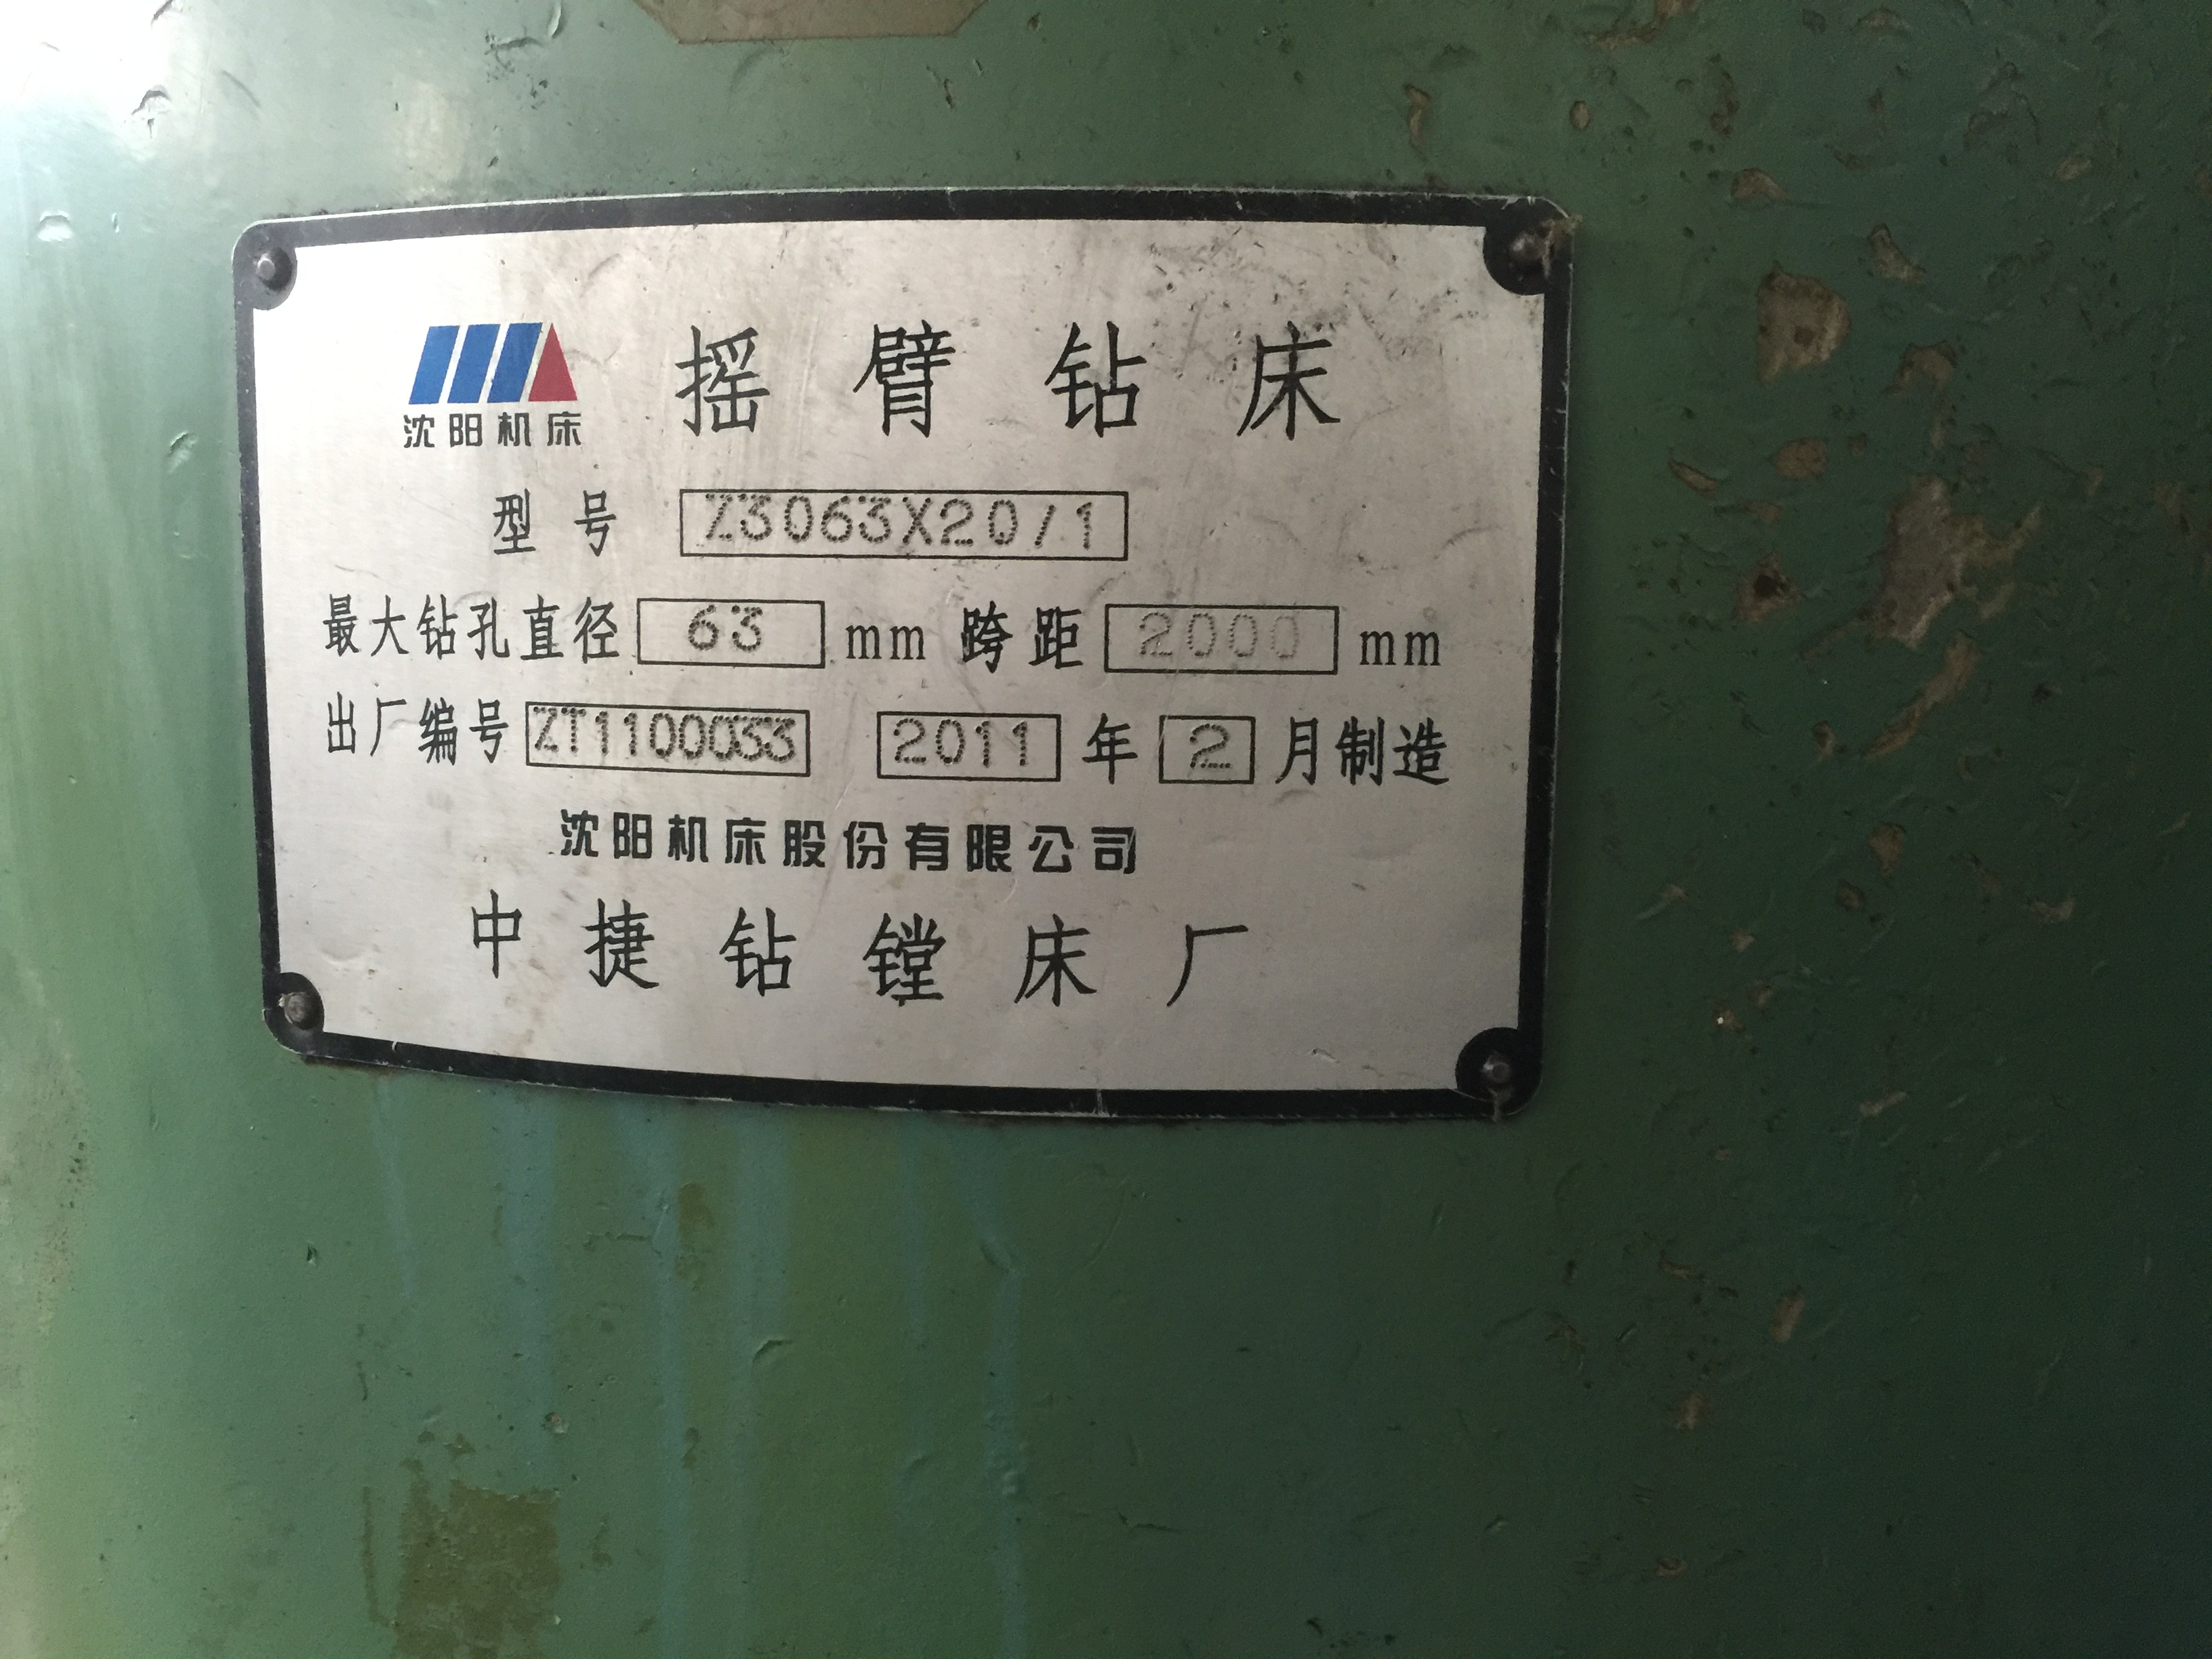 沈阳机床
摇臂钻床
型号 Z3063X20/1
最大钻孔直径 63 mm 跨距 2000 mm
出厂编号 ZT1100033 2011 年 2 月制造
沈阳机床股份有限公司
中捷钻镗床厂